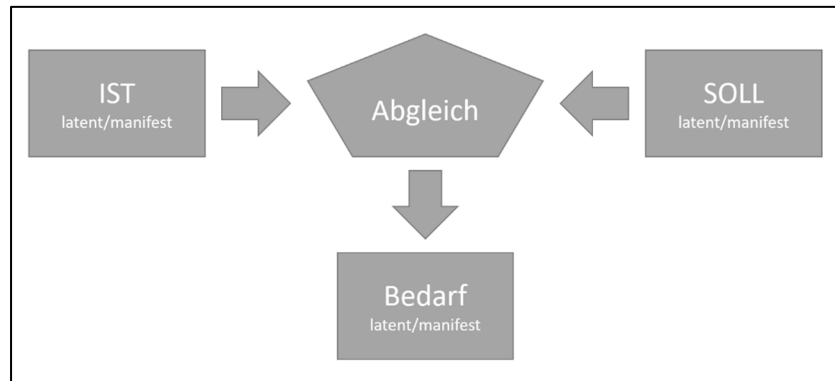 IST
latent/manifest
Abgleich
SOLL
latent/manifest
Bedarf
latent/manifest